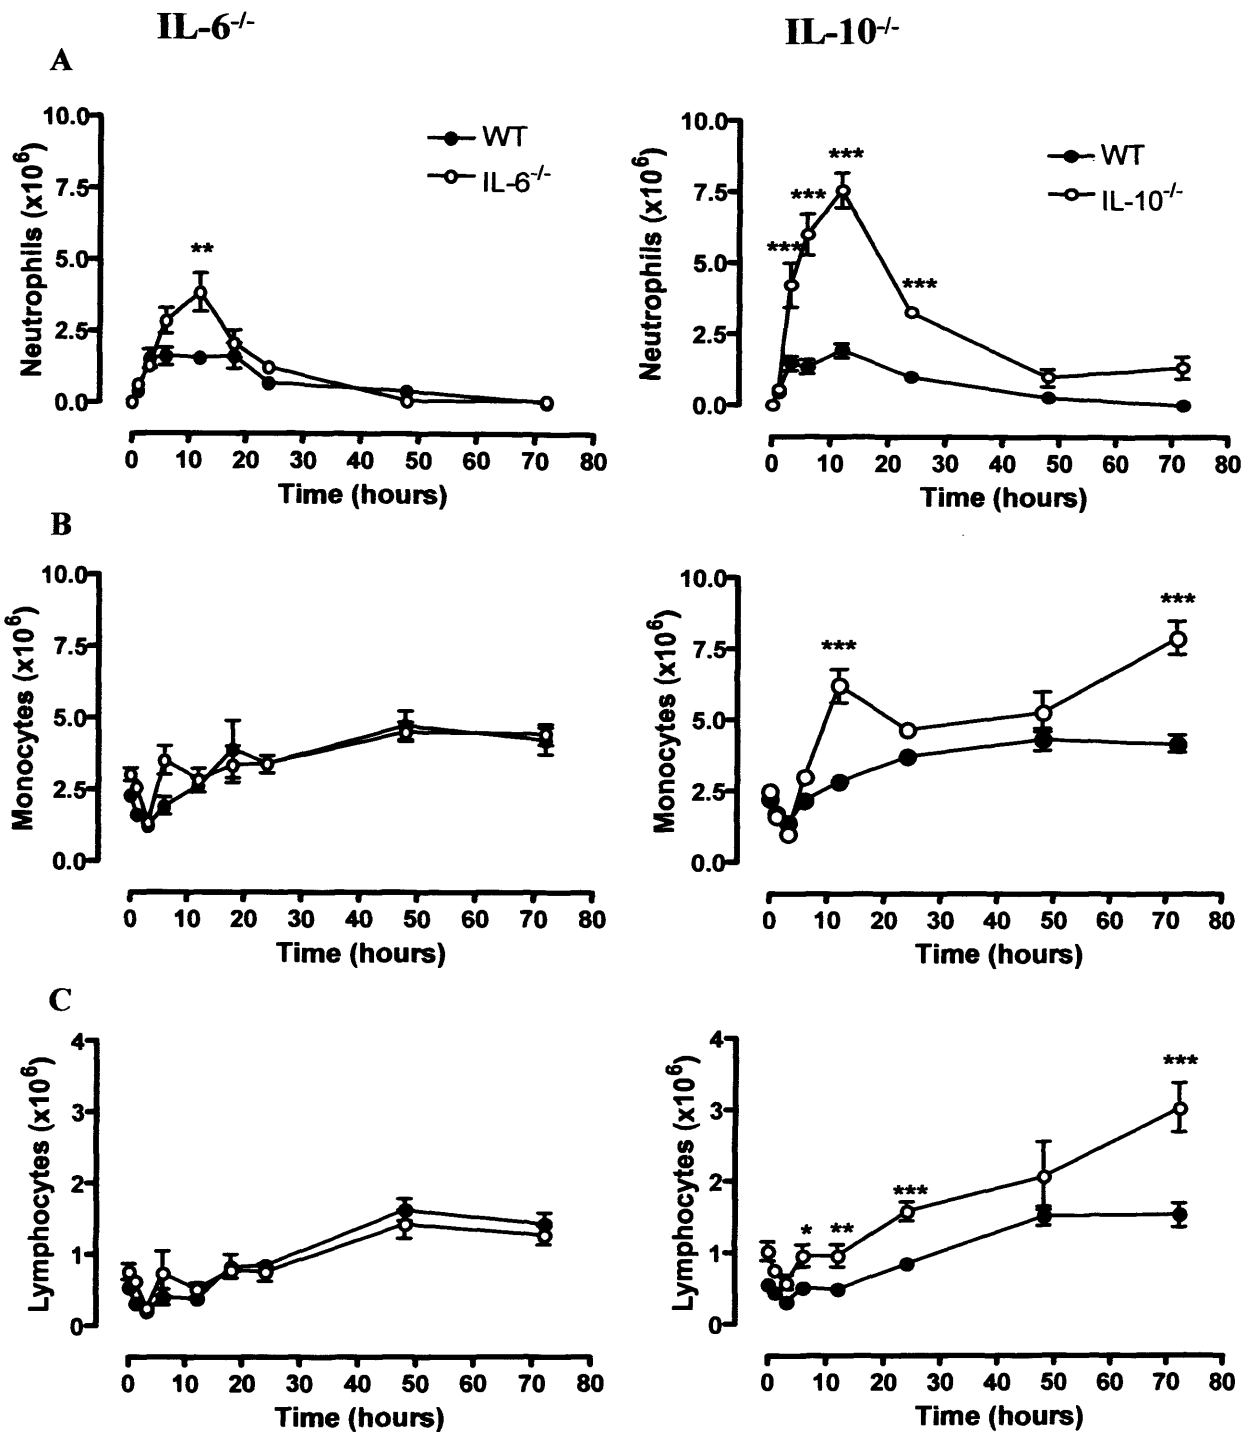 IL-6-/-
IL-10-/-
A
10.0
7.5
5.0
2.5
0.0
Neutrophils (x10⁶)
WT
IL-6-/-
**
0 10 20 30 40 50 60 70 80
Time (hours)
10.0
7.5
5.0
2.5
0.0
Neutrophils (x10⁶)
WT
IL-10-/-
***
***
***
***
0 10 20 30 40 50 60 70 80
Time (hours)
B
10.0
7.5
5.0
2.5
0.0
Monocytes (x10⁶)
0 10 20 30 40 50 60 70 80
Time (hours)
10.0
7.5
5.0
2.5
0.0
Monocytes (x10⁶)
***
***
0 10 20 30 40 50 60 70 80
Time (hours)
C
4
3
2
1
0
Lymphocytes (x10⁶)
0 10 20 30 40 50 60 70 80
Time (hours)
4
3
2
1
0
Lymphocytes (x10⁶)
*
**
***
***
0 10 20 30 40 50 60 70 80
Time (hours)